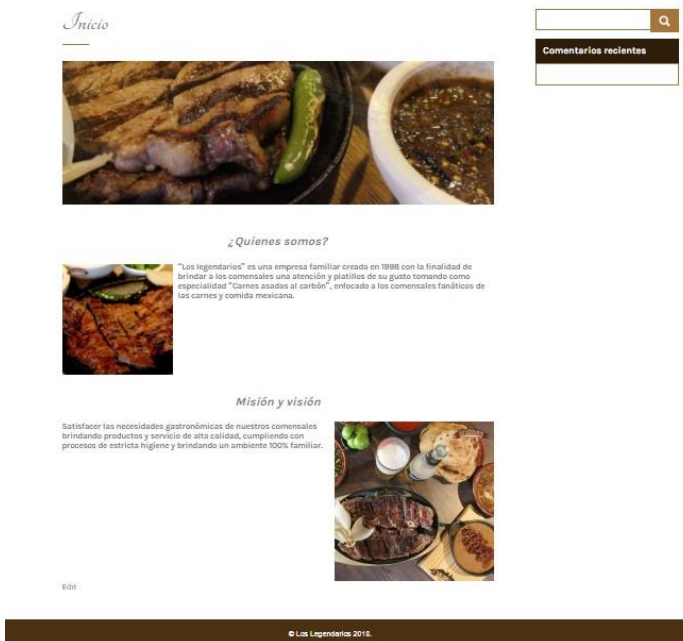 Inicio
Comentarios recientes
¿Quienes somos?
"Los legendarios" es una empresa familiar creada en 1998 con la finalidad de
brindar a los comensales una atención y platillos de su gusto tomando como
especialidad "Carnes asadas al carbón", enfocado a los comensales fanáticos de
las carnes y comida mexicana.
Misión y visión
Satisfacer las necesidades gastronómicas de nuestros comensales
brindando productos y servicio de alta calidad, cumpliendo con
procesos de estricta higiene y brindando un ambiente 100% familiar.
Edit
© Los Legendarios 2018.